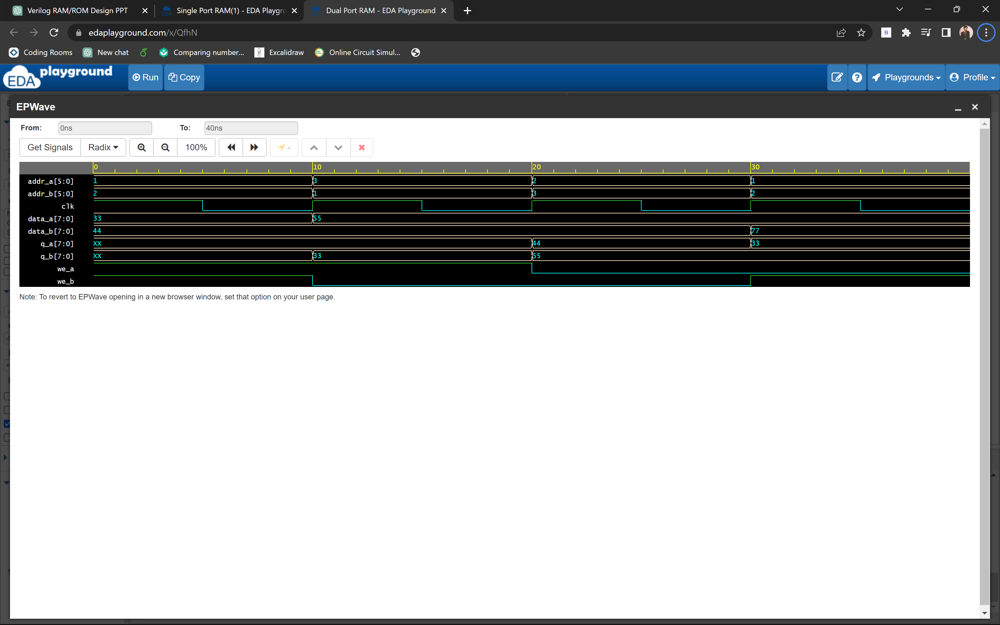 Verilog RAM/ROM Design PPT
Single Port RAM(1) - EDA Playgro
Dual Port RAM - EDA Playground
edaplayground.com/x/QfhN
B
Coding Rooms
New chat
Comparing number...
Excalidraw
Online Circuit Simul...
EDA playground
Run
Copy
Playgrounds
Profile
EPWave
From: 0ns To: 40ns
Get Signals Radix 100% -
0 10 20 30
addr_a[5:0] 1 3 2 1
addr_b[5:0] 2 1 3 2
clk
data_a[7:0] 33 55
data_b[7:0] 44 77
q_a[7:0] xx 44 33
q_b[7:0] xx 33 55
we_a
we_b
Note: To revert to EPWave opening in a new browser window, set that option on your user page.